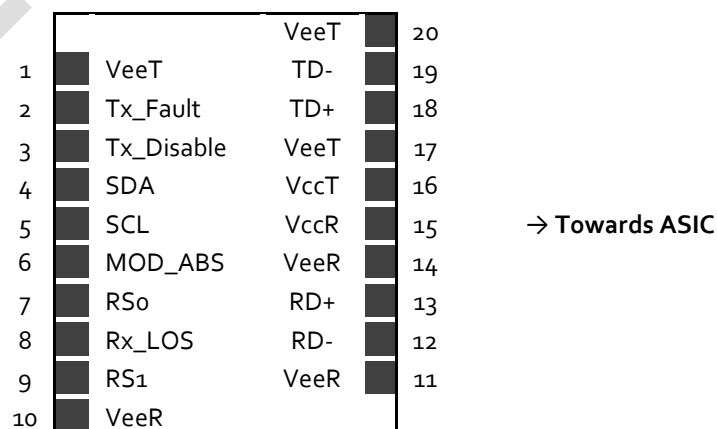 VeeT 20
1 VeeT TD- 19
2 Tx_Fault TD+ 18
3 Tx_Disable VeeT 17
4 SDA VccT 16
5 SCL VccR 15 → Towards ASIC
6 MOD_ABS VeeR 14
7 RS0 RD+ 13
8 Rx_LOS RD- 12
9 RS1 VeeR 11
10 VeeR